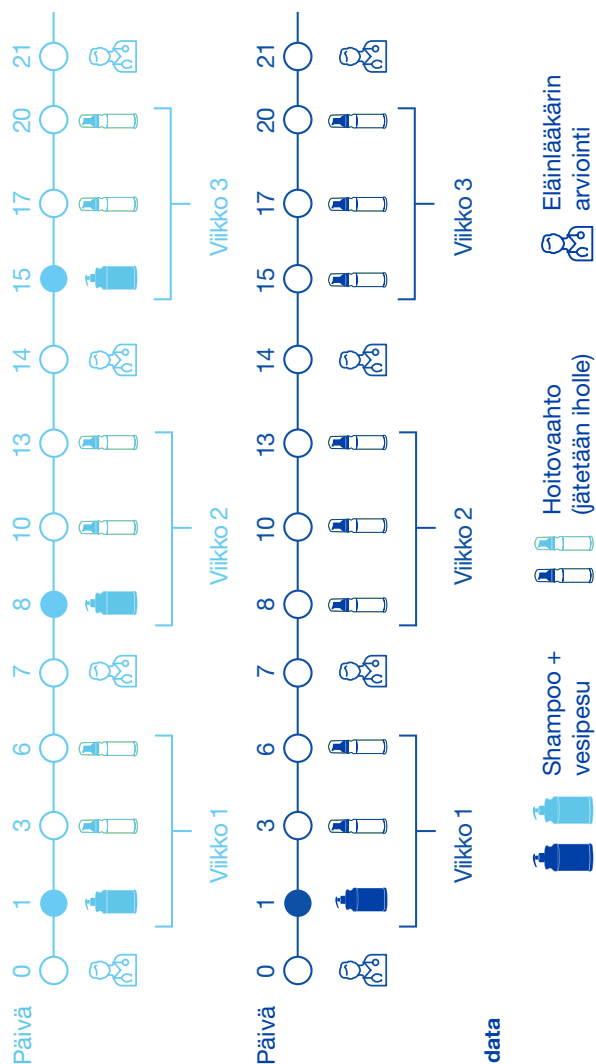 Päivä 0 1 3 6 7 8 10 13 14 15 17 20 21
Viikko 1 Viikko 2 Viikko 3
Päivä 0 1 3 6 7 8 10 13 14 15 17 20 21
Viikko 1 Viikko 2 Viikko 3
data
Shampoo +
vesipesu
Hoitovaahto
(jätetään iholle)
Eläinlääkärin
arviointi